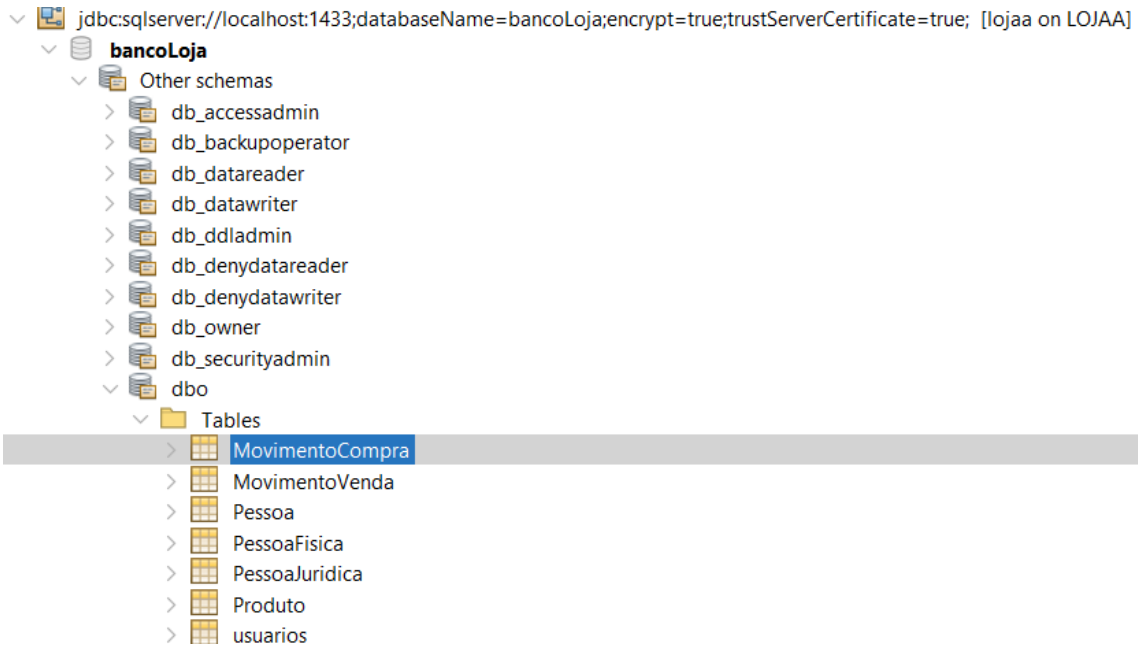 jdbc:sqlserver://localhost:1433;databaseName=bancoLoja;encrypt=true;trustServerCertificate=true; [lojaa on LOJAA]
bancoLoja
Other schemas
db_accessadmin
db_backupoperator
db_datareader
db_datawriter
db_ddladmin
db_denydatareader
db_denydatawriter
db_owner
db_securityadmin
dbo
Tables
MovimentoCompra
MovimentoVenda
Pessoa
PessoaFisica
PessoaJuridica
Produto
usuarios